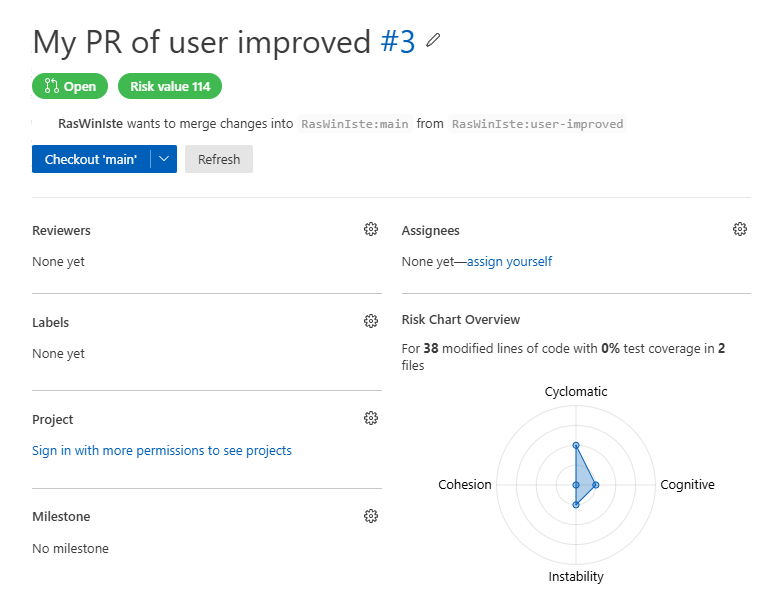 My PR of user improved #3
Open Risk value 114
RasWinIste wants to merge changes into RasWinIste:main from RasWinIste:user-improved
Checkout 'main' Refresh
Reviewers
None yet
Labels
None yet
Project
Sign in with more permissions to see projects
Milestone
No milestone
Assignees
None yet—assign yourself
Risk Chart Overview
For 38 modified lines of code with 0% test coverage in 2
files
Cyclomatic
Cohesion Cognitive
Instability